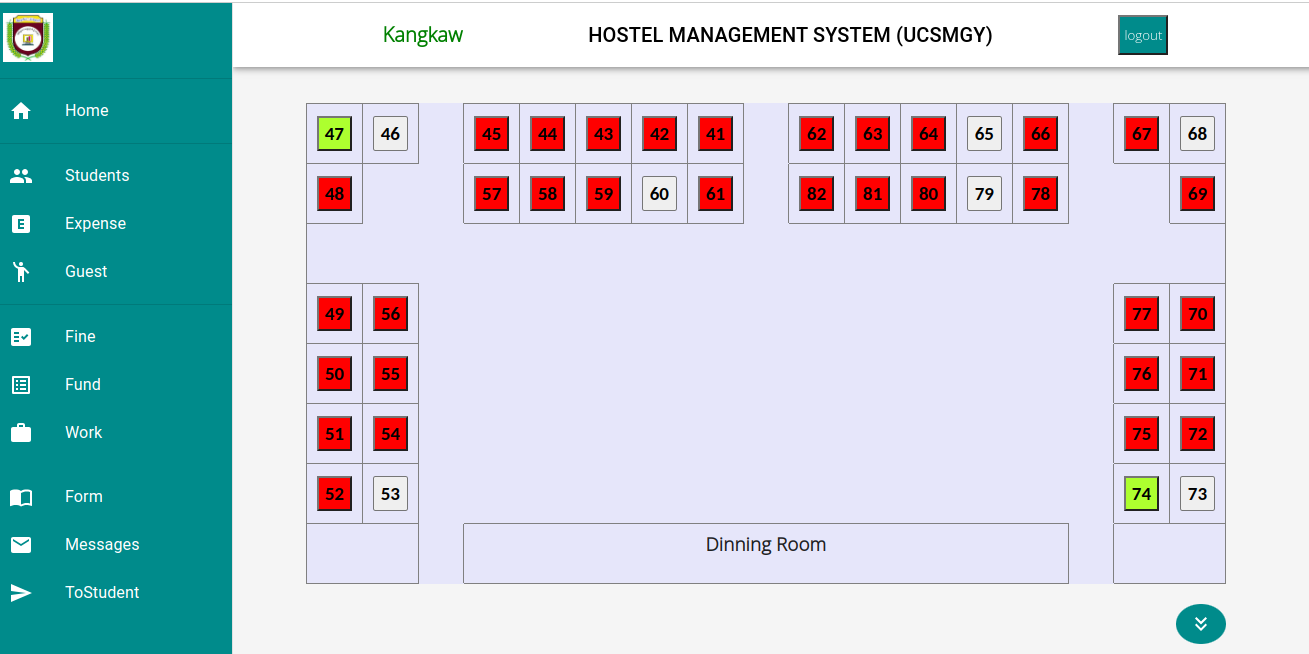 Kangkaw HOSTEL MANAGEMENT SYSTEM (UCSMGY) logout
Home
Students
E Expense
Guest
Fine
Fund
Work
Form
Messages
ToStudent
47 46 45 44 43 42 41 62 63 64 65 66 67 68
48 57 58 59 60 61 82 81 80 79 78 69
49 56 77 70
50 55 76 71
51 54 75 72
52 53 74 73
Dinning Room